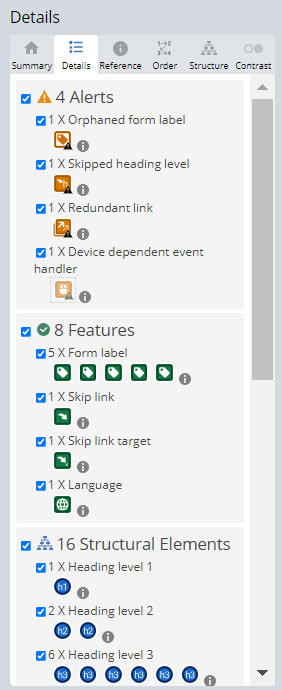 Details
Summary Details Reference Order Structure Contrast
4 Alerts
1 X Orphaned form label
1 X Skipped heading level
1 X Redundant link
1 X Device dependent event
handler
8 Features
5 X Form label
1 X Skip link
1 X Skip link target
1 X Language
16 Structural Elements
1 X Heading level 1
h1
2 X Heading level 2
h2 h2
6 X Heading level 3
h3 h3 h3 h3 h3 h3